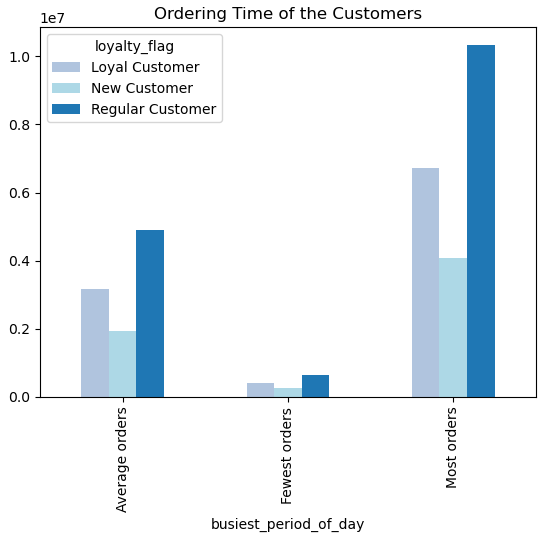 Ordering Time of the Customers
1e7
loyalty_flag
Loyal Customer
New Customer
Regular Customer
1.0
0.8
0.6
0.4
0.2
0.0
Average orders
Fewest orders
Most orders
busiest_period_of_day